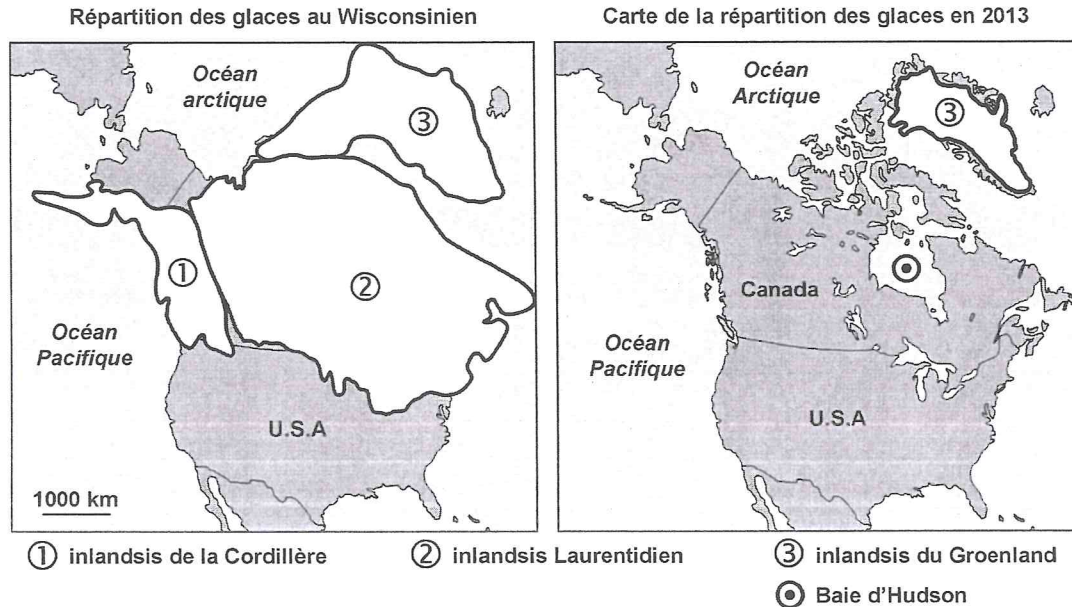 Répartition des glaces au Wisconsinien
Océan
arctique
③
①
②
Océan
Pacifique
U.S.A
1000 km
Carte de la répartition des glaces en 2013
Océan
Arctique
③
Canada
Océan
Pacifique
U.S.A
① inlandsis de la Cordillère
② inlandsis Laurentidien
③ inlandsis du Groenland
Baie d'Hudson